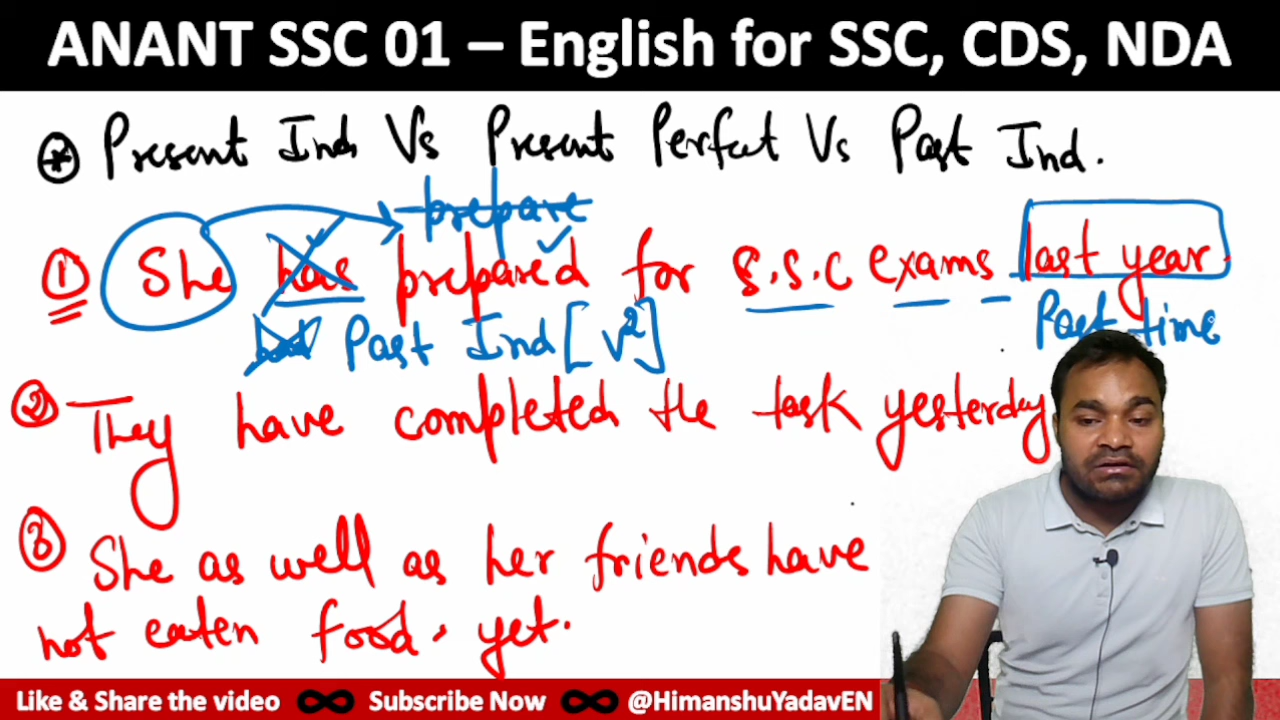 ANANT SSC 01 – English for SSC, CDS, NDA
Present Ind Vs Present Perfect Vs Past Ind.
prepare
① She has prepared for S.S.C exams last year.
Past Ind [V²] Past time
② They have completed the task yesterday
③ She as well as her friends have
not eaten food. yet.
Like & Share the video Subscribe Now @HimanshuYadavEN